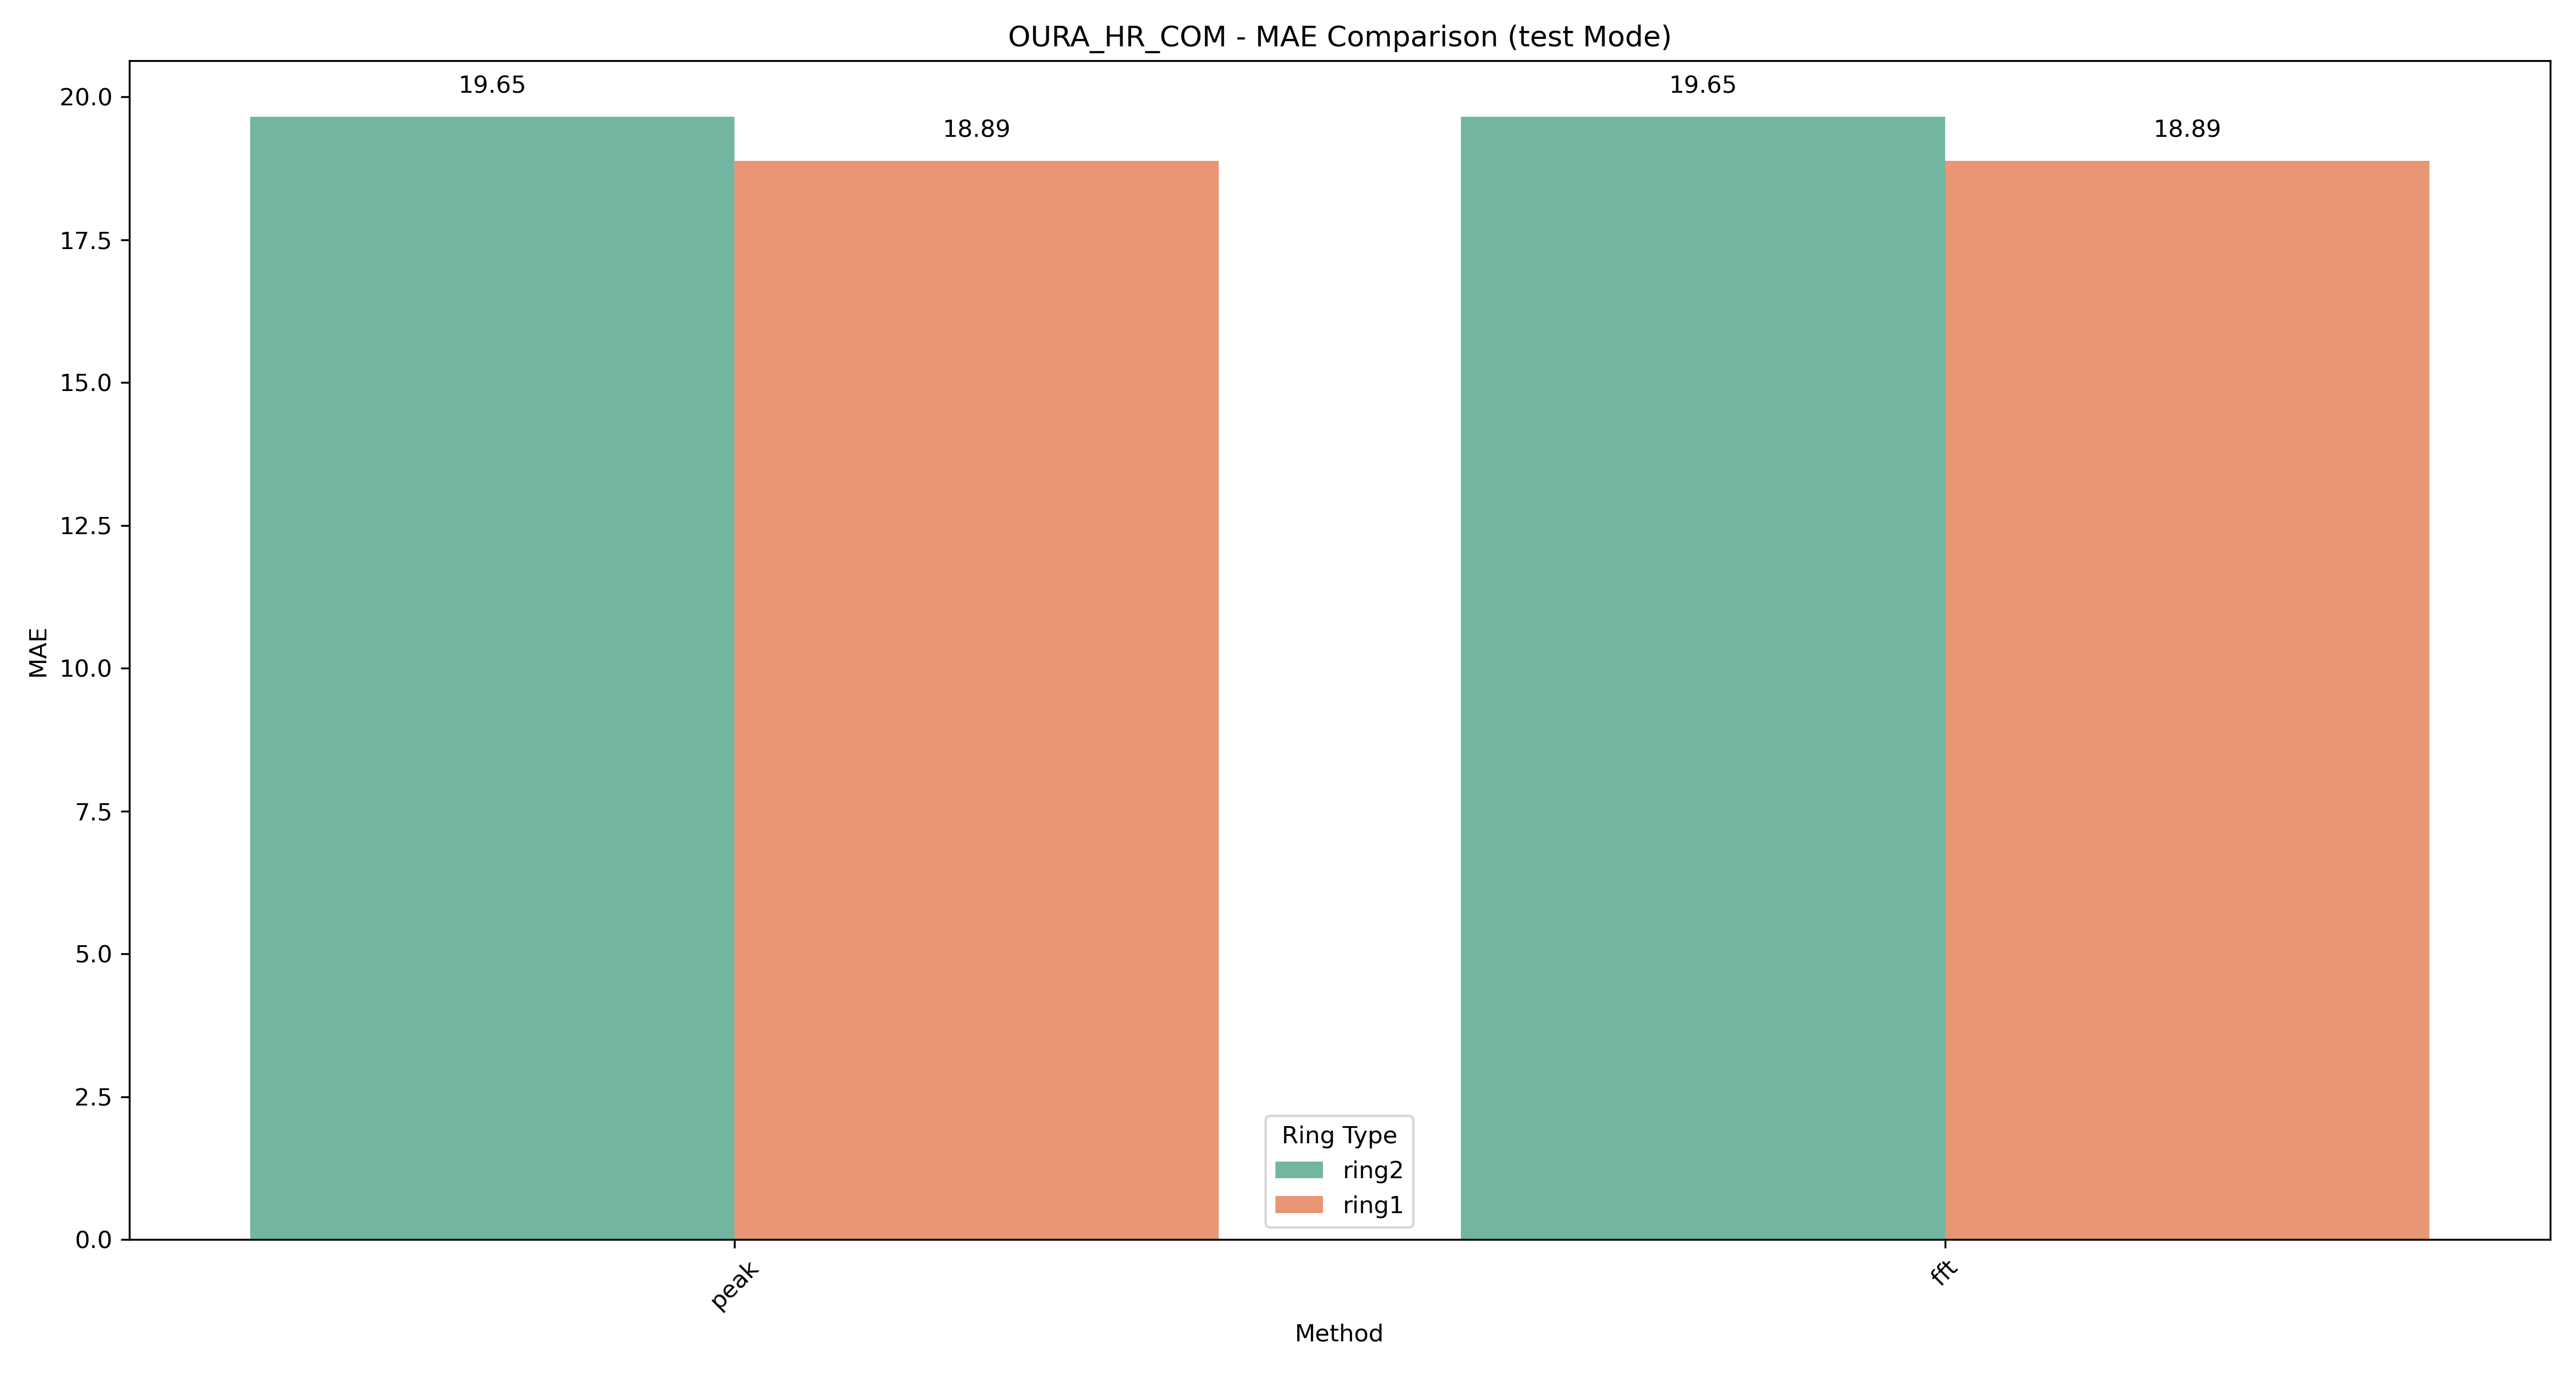 OURA_HR_COM - MAE Comparison (test Mode)
19.65
18.89
19.65
18.89
20.0
17.5
15.0
12.5
10.0
7.5
5.0
2.5
0.0
MAE
Ring Type
ring2
ring1
peak
fft
Method